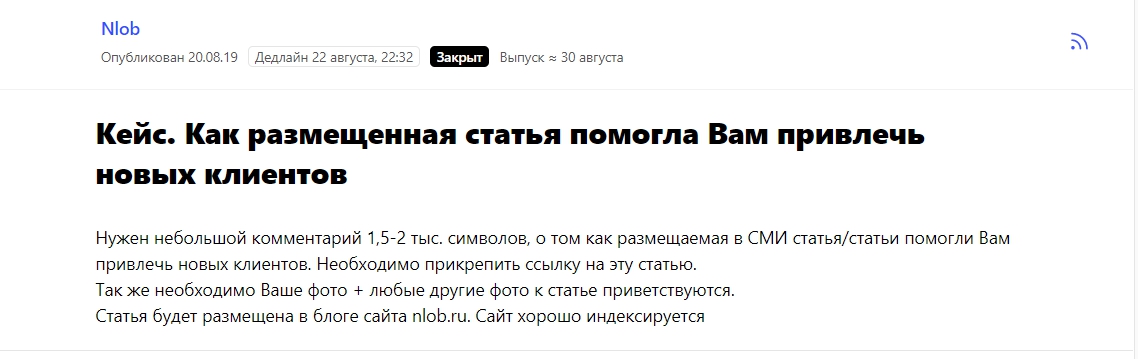 Nlob
Опубликован 20.08.19 Дедлайн 22 августа, 22:32 Закрыт Выпуск ≈ 30 августа
Кейс. Как размещенная статья помогла Вам привлечь
новых клиентов
Нужен небольшой комментарий 1,5-2 тыс. символов, о том как размещаемая в СМИ статья/статьи помогли Вам
привлечь новых клиентов. Необходимо прикрепить ссылку на эту статью.
Так же необходимо Ваше фото + любые другие фото к статье приветствуются.
Статья будет размещена в блоге сайта nlob.ru. Сайт хорошо индексируется